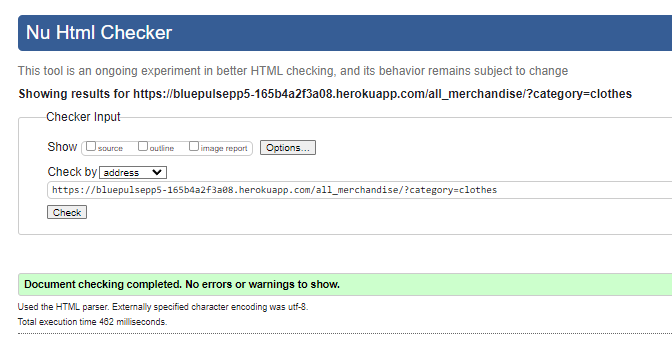 Nu Html Checker
This tool is an ongoing experiment in better HTML checking, and its behavior remains subject to change
Showing results for https://bluepulsepp5-165b4a2f3a08.herokuapp.com/all_merchandise/?category=clothes
Checker Input
Show source outline image report Options...
Check by address
https://bluepulsepp5-165b4a2f3a08.herokuapp.com/all_merchandise/?category=clothes
Check
Document checking completed. No errors or warnings to show.
Used the HTML parser. Externally specified character encoding was utf-8.
Total execution time 462 milliseconds.